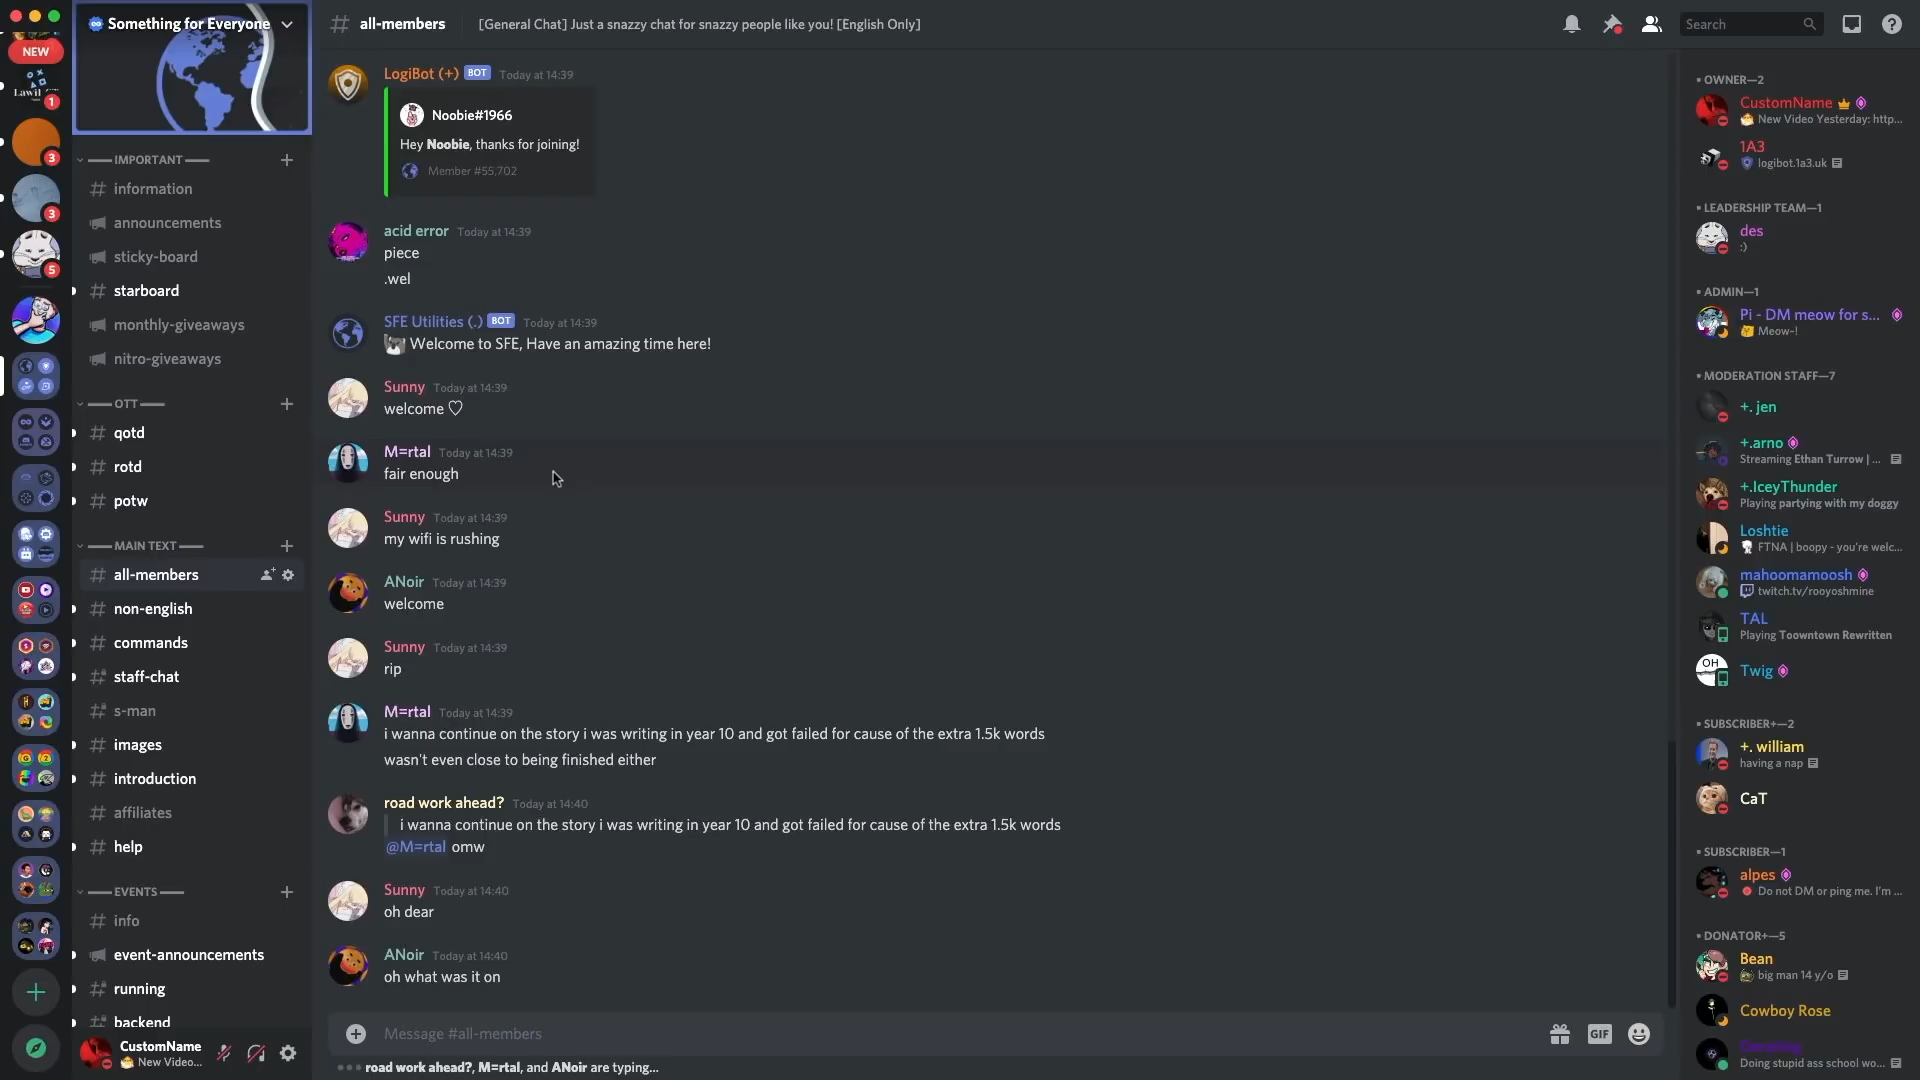 NEW
Lawli
1
3
3
5
Something for Everyone
IMPORTANT
information
announcements
sticky-board
starboard
monthly-giveaways
nitro-giveaways
OTT
qotd
rotd
potw
MAIN TEXT
all-members
non-english
commands
staff-chat
s-man
images
introduction
affiliates
help
EVENTS
info
event-announcements
running
backend
CustomName
New Video...
all-members
[General Chat] Just a snazzy chat for snazzy people like you! [English Only]
Search
LogiBot (+) BOT Today at 14:39
Noobie#1966
Hey Noobie, thanks for joining!
Member #55,702
acid error Today at 14:39
piece
.wel
SFE Utilities (.) BOT Today at 14:39
Welcome to SFE, Have an amazing time here!
Sunny Today at 14:39
welcome ♡
M=rtal Today at 14:39
fair enough
Sunny Today at 14:39
my wifi is rushing
ANoir Today at 14:39
welcome
Sunny Today at 14:39
rip
M=rtal Today at 14:39
i wanna continue on the story i was writing in year 10 and got failed for cause of the extra 1.5k words
wasn't even close to being finished either
road work ahead? Today at 14:40
i wanna continue on the story i was writing in year 10 and got failed for cause of the extra 1.5k words
@M=rtal omw
Sunny Today at 14:40
oh dear
ANoir Today at 14:40
oh what was it on
Message #all-members
GIF
road work ahead?, M=rtal, and ANoir are typing...
• OWNER—2
CustomName
New Video Yesterday: http...
1A3
logibot.1a3.uk
• LEADERSHIP TEAM—1
des
:)
• ADMIN—1
Pi - DM meow for s...
Meow~!
• MODERATION STAFF—7
+. jen
+.arno
Streaming Ethan Turrow | ...
+.IceyThunder
Playing partying with my doggy
Loshtie
FTNA | boopy - you're welc...
mahoomamoosh
twitch.tv/rooyoshmine
TAL
Playing Toowntown Rewritten
OH
Twig
• SUBSCRIBER+—2
+. william
having a nap
CaT
• SUBSCRIBER—1
alpes
Do not DM or ping me. I'm ...
• DONATOR+—5
Bean
big man 14 y/o
Cowboy Rose
Doing stupid ass school wo...